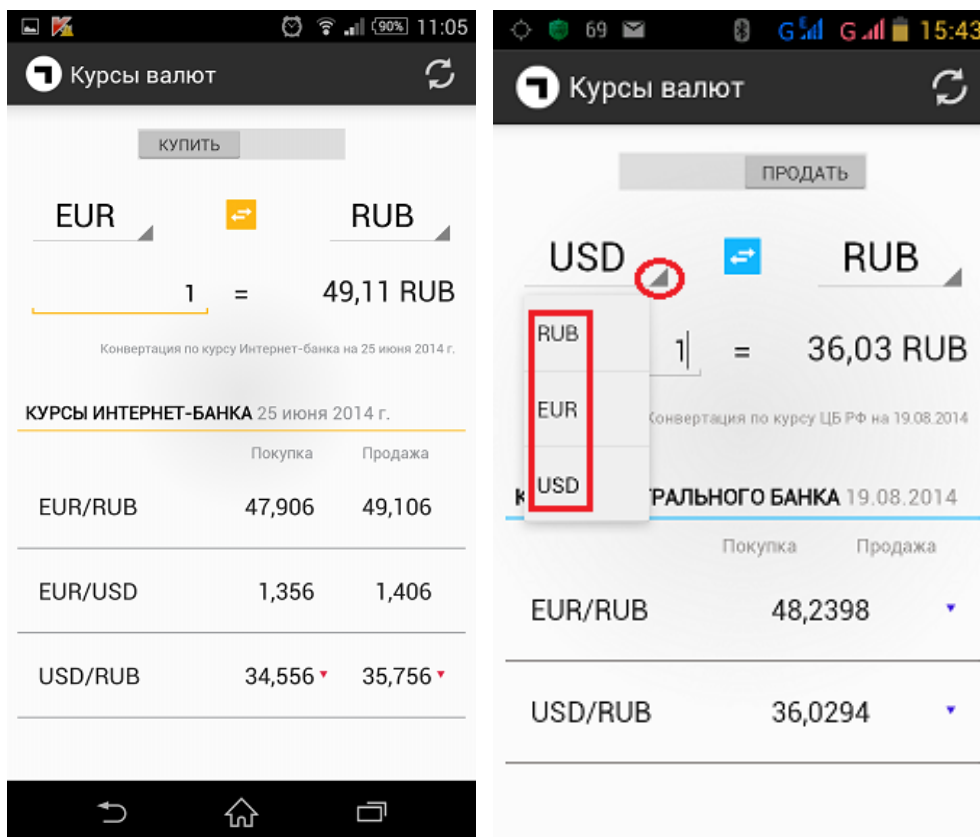 90% 11:05
Курсы валют
КУПИТЬ
EUR RUB
1 = 49,11 RUB
Конвертация по курсу Интернет-банка на 25 июня 2014 г.
КУРСЫ ИНТЕРНЕТ-БАНКА 25 июня 2014 г.
Покупка Продажа
EUR/RUB 47,906 49,106
EUR/USD 1,356 1,406
USD/RUB 34,556 35,756
69 G G 15:43
Курсы валют
ПРОДАТЬ
USD RUB
RUB
1 = 36,03 RUB
EUR
Конвертация по курсу ЦБ РФ на 19.08.2014
USD
К РАЛЬНОГО БАНКА 19.08.2014
Покупка Продажа
EUR/RUB 48,2398
USD/RUB 36,0294